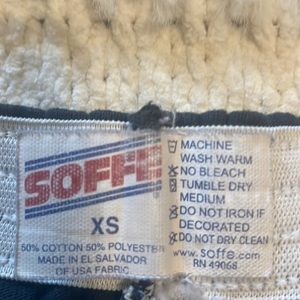 SOFFE
XS
50% COTTON 50% POLYESTER
MADE IN EL SALVADOR
OF USA FABRIC
MACHINE
WASH WARM
NO BLEACH
TUMBLE DRY
MEDIUM
DO NOT IRON IF
DECORATED
DO NOT DRY CLEAN
www.soffe.com
RN 49068